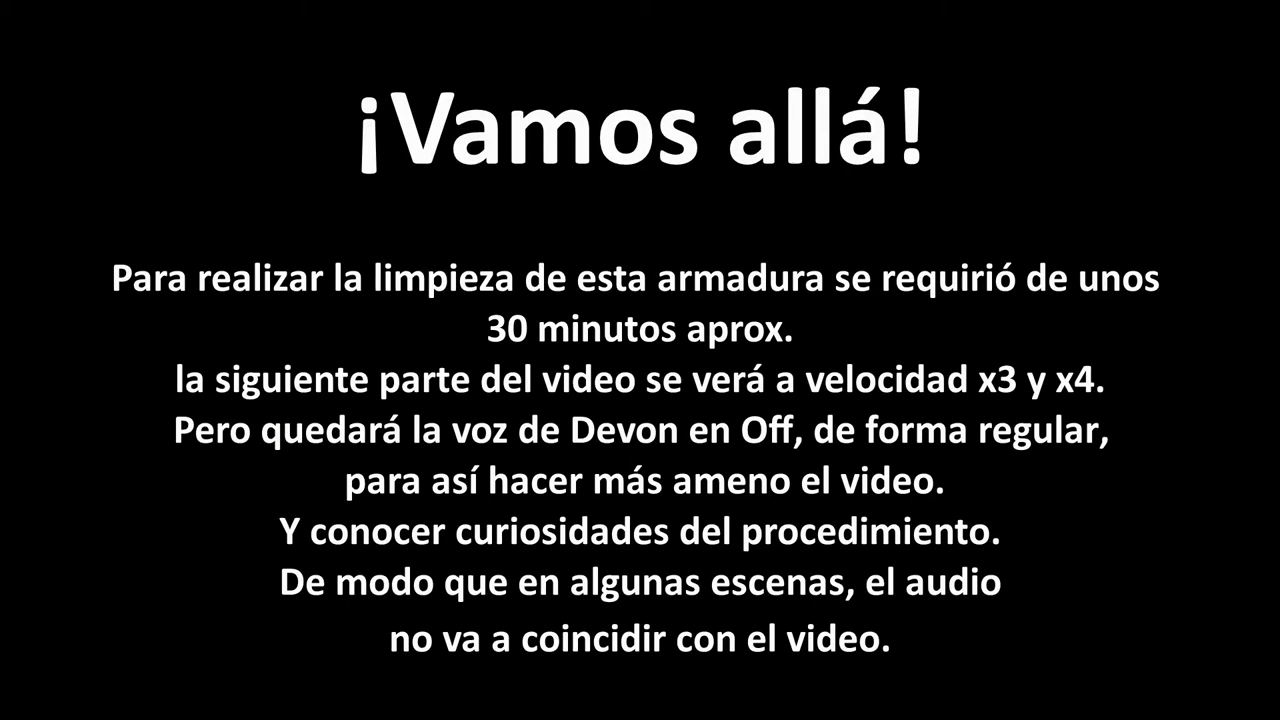 ¡Vamos allá!
Para realizar la limpieza de esta armadura se requirió de unos
30 minutos aprox.
la siguiente parte del video se verá a velocidad x3 y x4.
Pero quedará la voz de Devon en Off, de forma regular,
para así hacer más ameno el video.
Y conocer curiosidades del procedimiento.
De modo que en algunas escenas, el audio
no va a coincidir con el video.